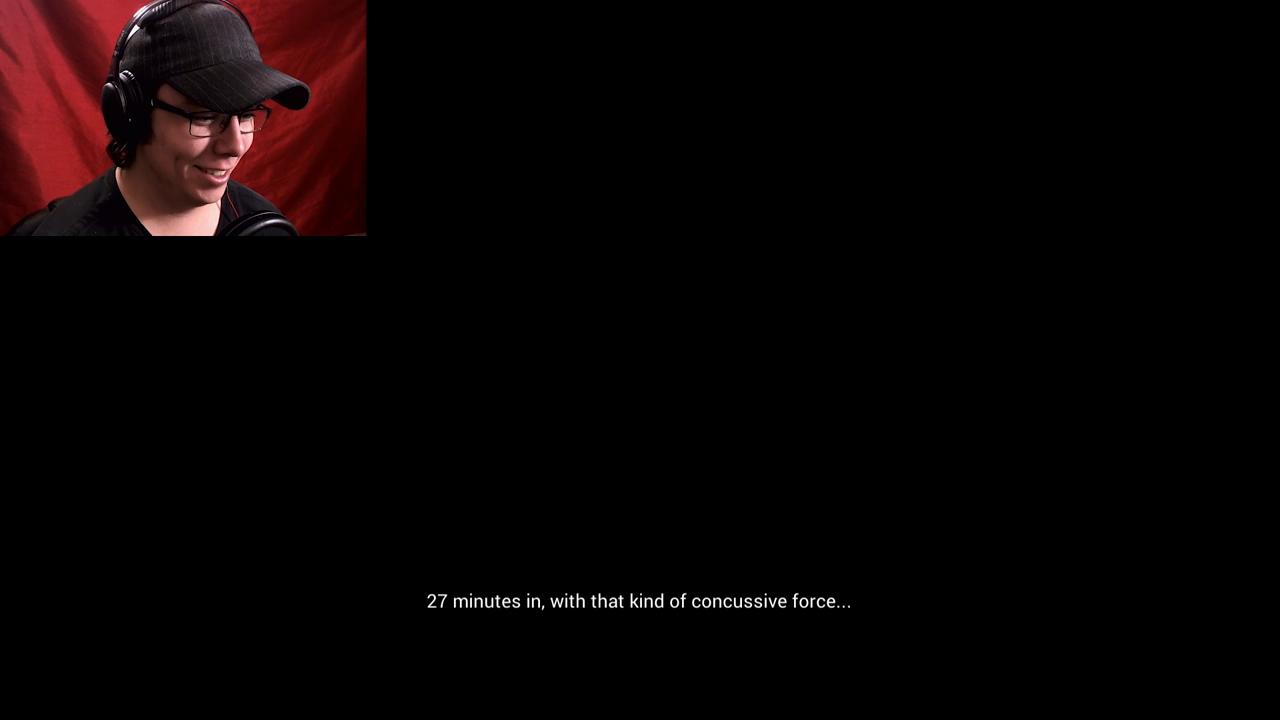 27 minutes in, with that kind of concussive force...